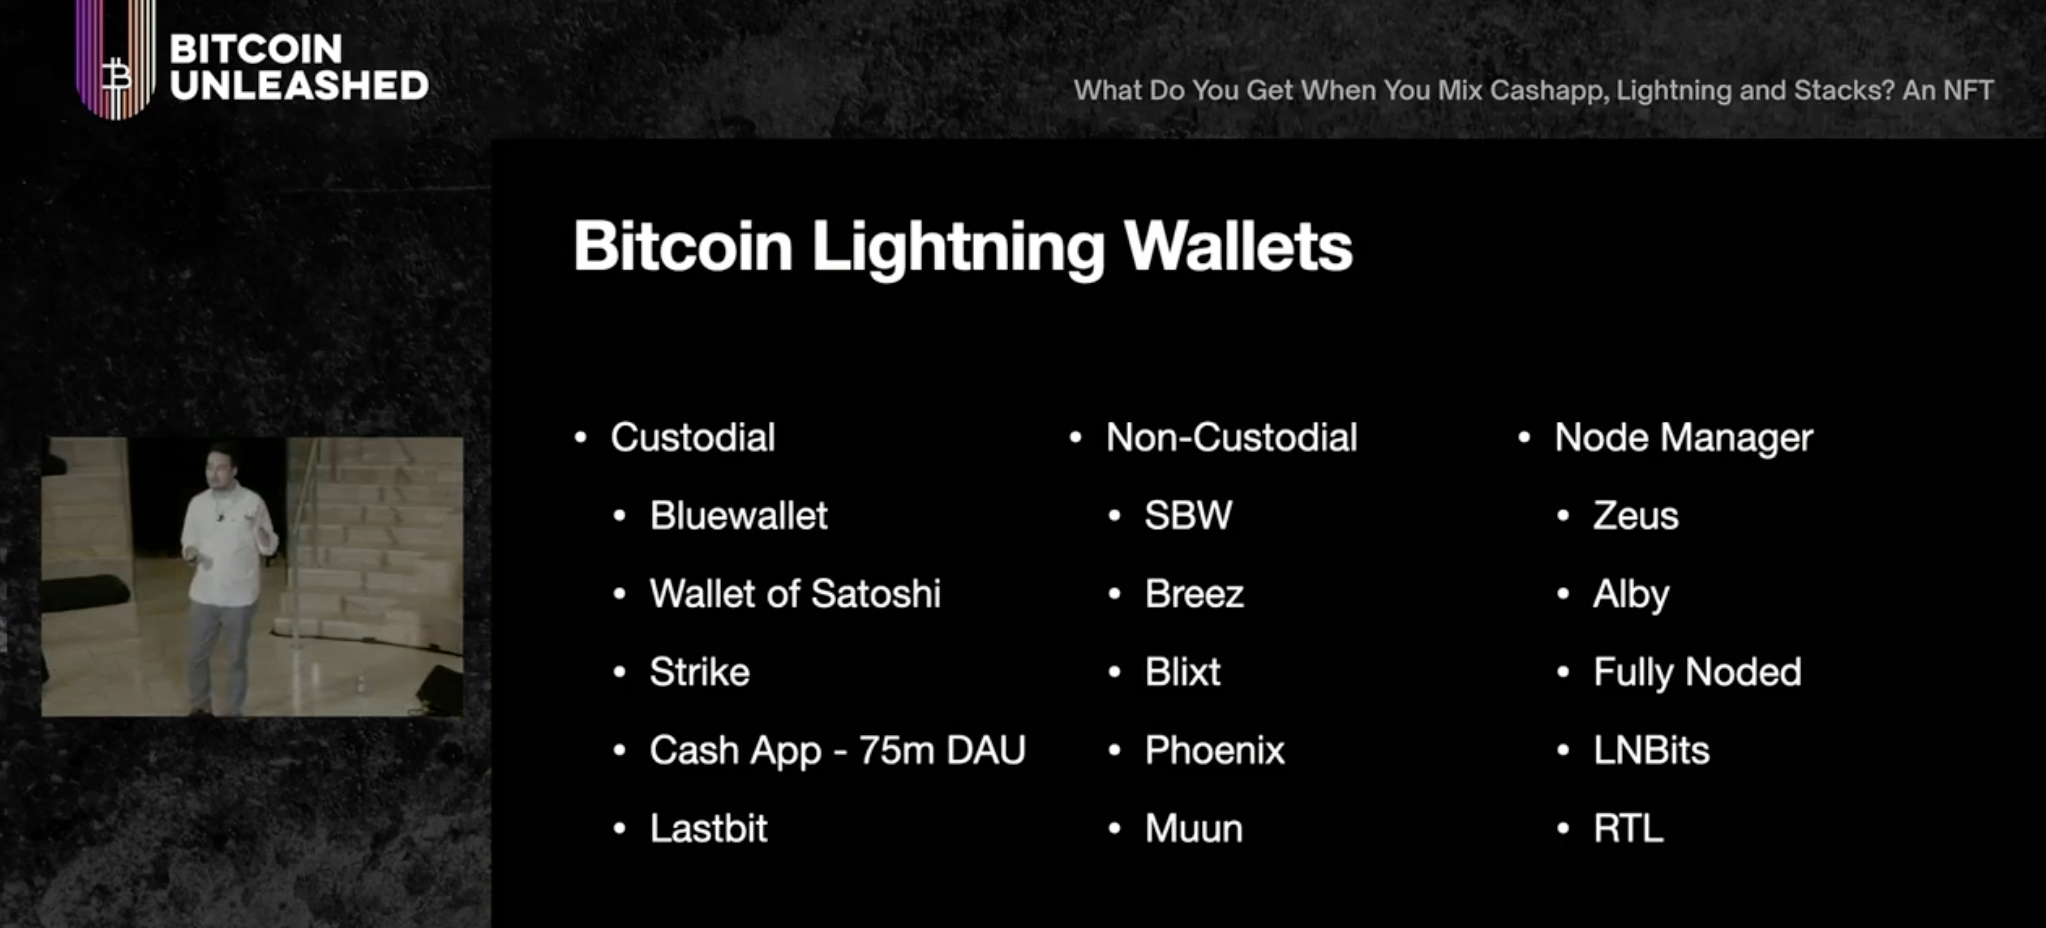 BITCOIN
UNLEASHED
What Do You Get When You Mix Cashapp, Lightning and Stacks? An NFT
Bitcoin Lightning Wallets
• Custodial
• Bluewallet
• Wallet of Satoshi
• Strike
• Cash App - 75m DAU
• Lastbit
• Non-Custodial
• SBW
• Breez
• Blixt
• Phoenix
• Muun
• Node Manager
• Zeus
• Alby
• Fully Noded
• LNBits
• RTL